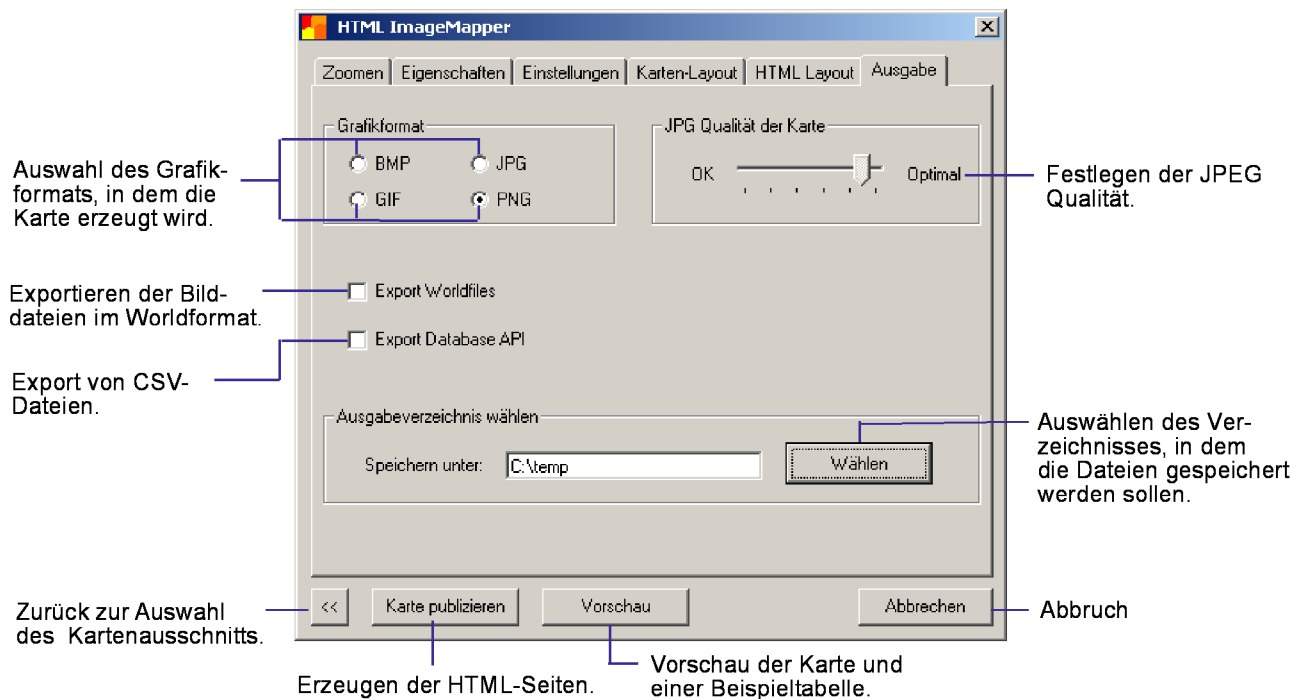 HTML ImageMapper
Zoomen Eigenschaften Einstellungen Karten-Layout HTML Layout Ausgabe
Grafikformat
BMP JPG
GIF PNG
JPG Qualität der Karte
OK Optimal
Auswahl des Grafik-
formats, in dem die
Karte erzeugt wird.
Festlegen der JPEG
Qualität.
Exportieren der Bild-
dateien im Worldformat.
Export Worldfiles
Export Database API
Export von CSV-
Dateien.
Ausgabeverzeichnis wählen
Speichern unter: C:\temp Wählen
Auswählen des Ver-
zeichnisses, in dem
die Dateien gespeichert
werden sollen.
Zurück zur Auswahl
des Kartenausschnitts.
<< Karte publizieren Vorschau Abbrechen
Abbruch
Erzeugen der HTML-Seiten.
Vorschau der Karte und
einer Beispieltabelle.